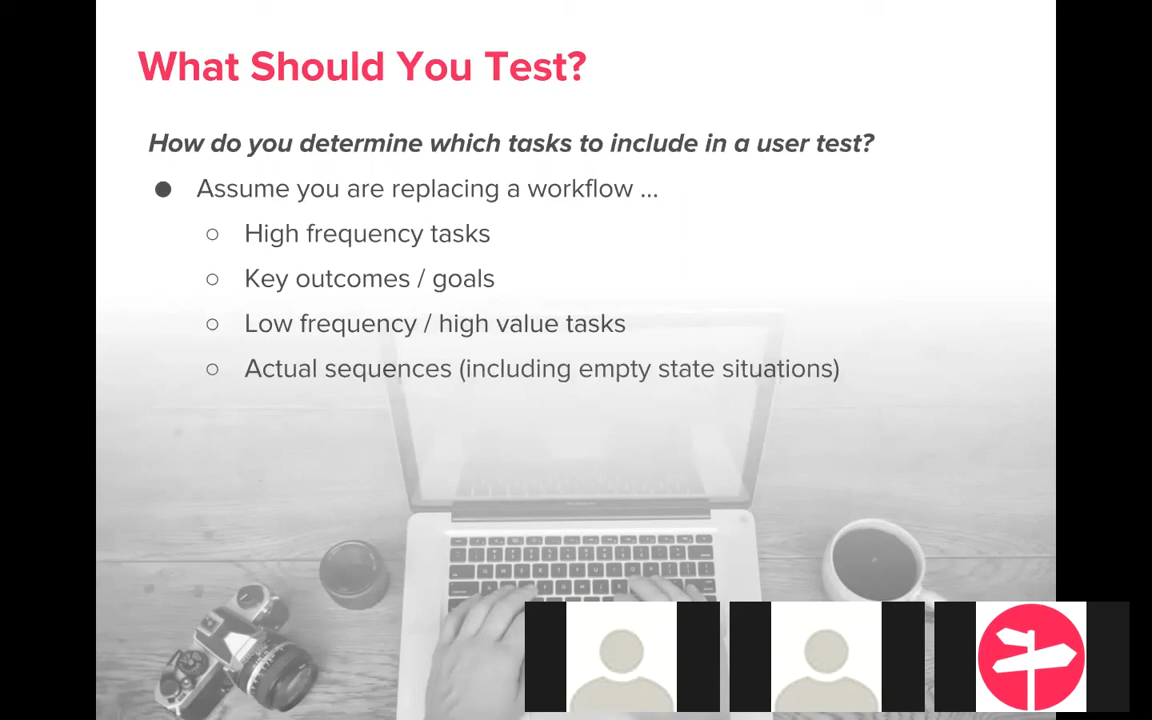 What Should You Test?
How do you determine which tasks to include in a user test?
● Assume you are replacing a workflow ...
○ High frequency tasks
○ Key outcomes / goals
○ Low frequency / high value tasks
○ Actual sequences (including empty state situations)